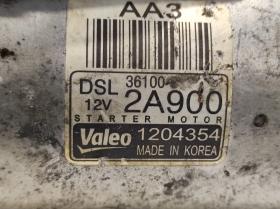 AA3
DSL 36100
12V 2A900
STARTER MOTOR
Valeo 1204354
MADE IN KOREA